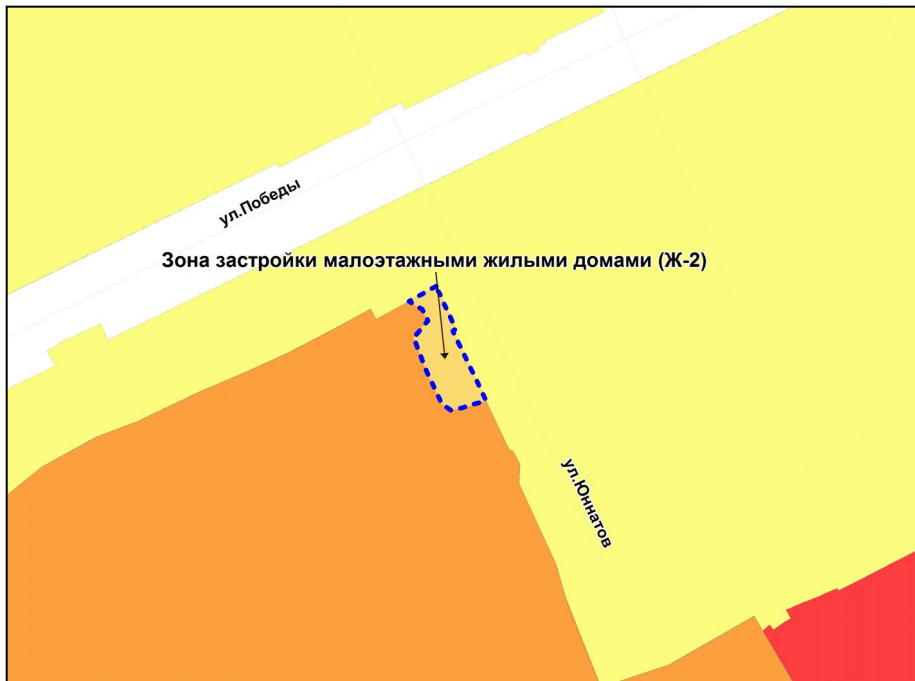 ул.Победы
Зона застройки малоэтажными жилыми домами (Ж-2)
ул.Юннатов